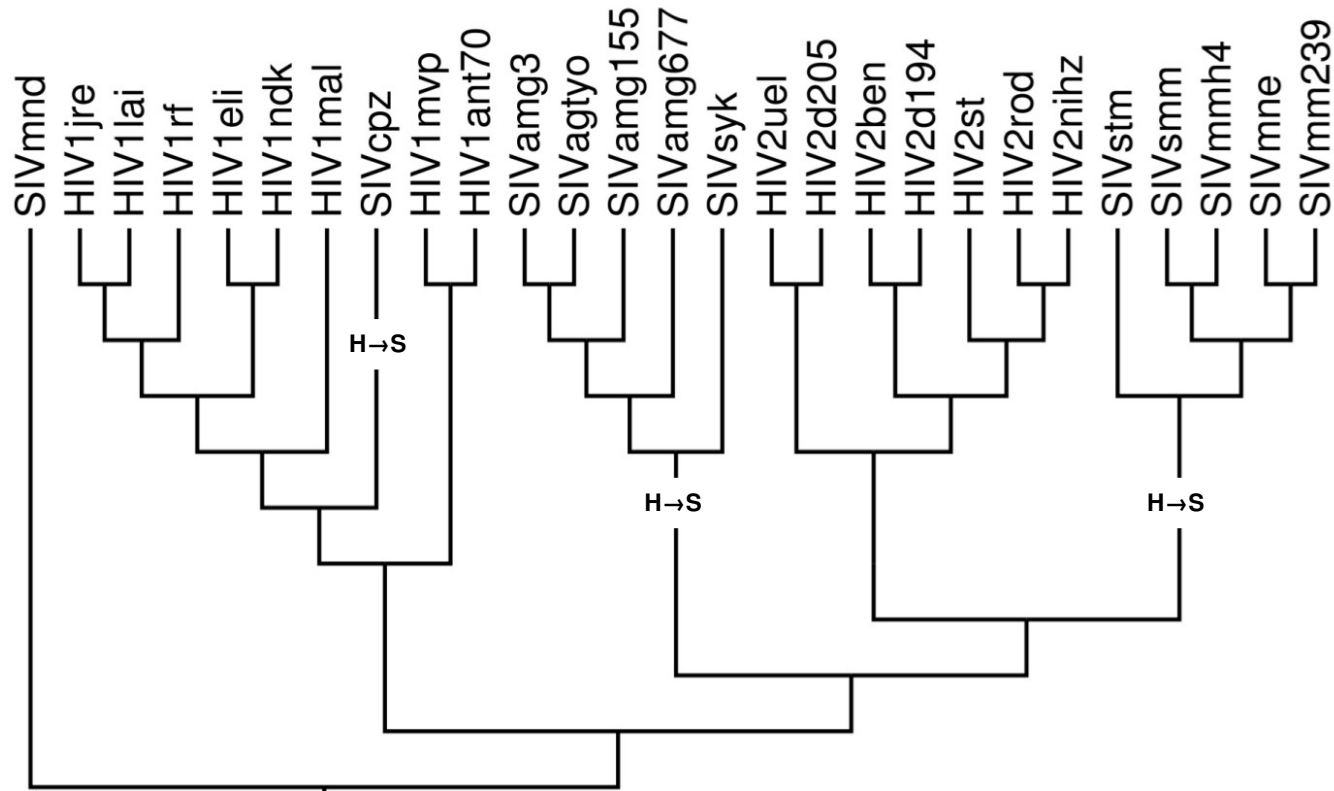 SIVmnd
HIV1jre
HIV1lai
HIV1rf
HIV1eli
HIV1ndk
HIV1mal
SIVcpz
HIV1mvp
HIV1ant70
SIVamg3
SIVagtyo
SIVamg155
SIVamg677
SIVsyk
HIV2uel
HIV2d205
HIV2ben
HIV2d194
HIV2st
HIV2rod
HIV2nihz
SIVstm
SIVsmm
SIVmmh4
SIVmne
SIVmm239
H→S
H→S
H→S